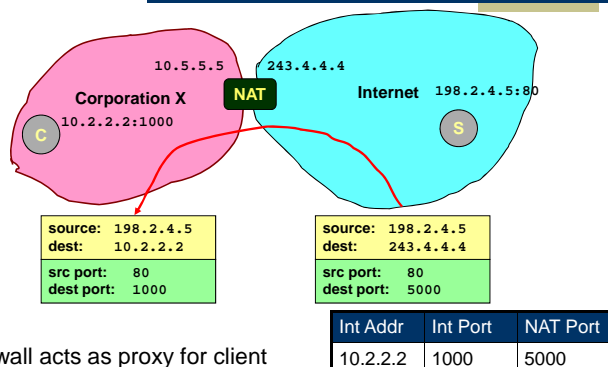 10.5.5.5
243.4.4.4
NAT
Corporation X
Internet
198.2.4.5:80
10.2.2.2:1000
C
S
source: 198.2.4.5
dest: 10.2.2.2
src port: 80
dest port: 1000
source: 198.2.4.5
dest: 243.4.4.4
src port: 80
dest port: 5000
Int Addr Int Port NAT Port
10.2.2.2 1000 5000
wall acts as proxy for client